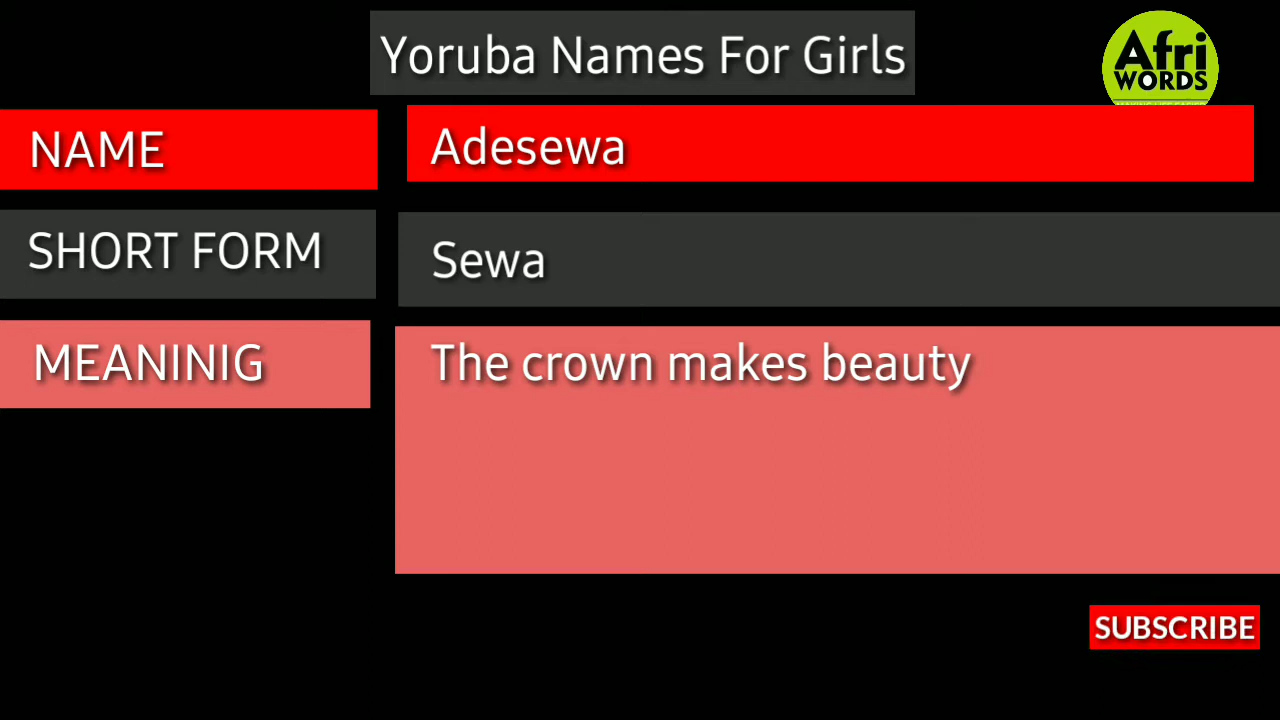 Yoruba Names For Girls
Afri
WORDS
NAME
Adesewa
SHORT FORM
Sewa
MEANINIG
The crown makes beauty
SUBSCRIBE